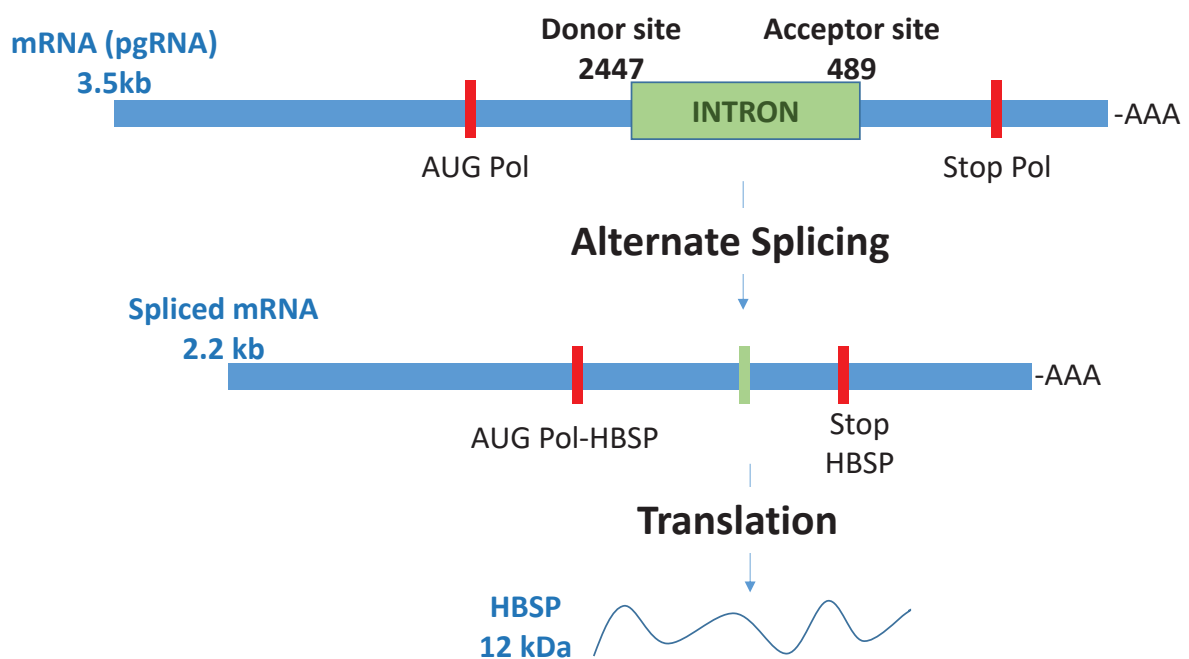 mRNA (pgRNA)
3.5kb
Donor site
2447
Acceptor site
489
INTRON
-AAA
AUG Pol
Stop Pol
Alternate Splicing
Spliced mRNA
2.2 kb
-AAA
AUG Pol-HBSP
Stop
HBSP
Translation
HBSP
12 kDa